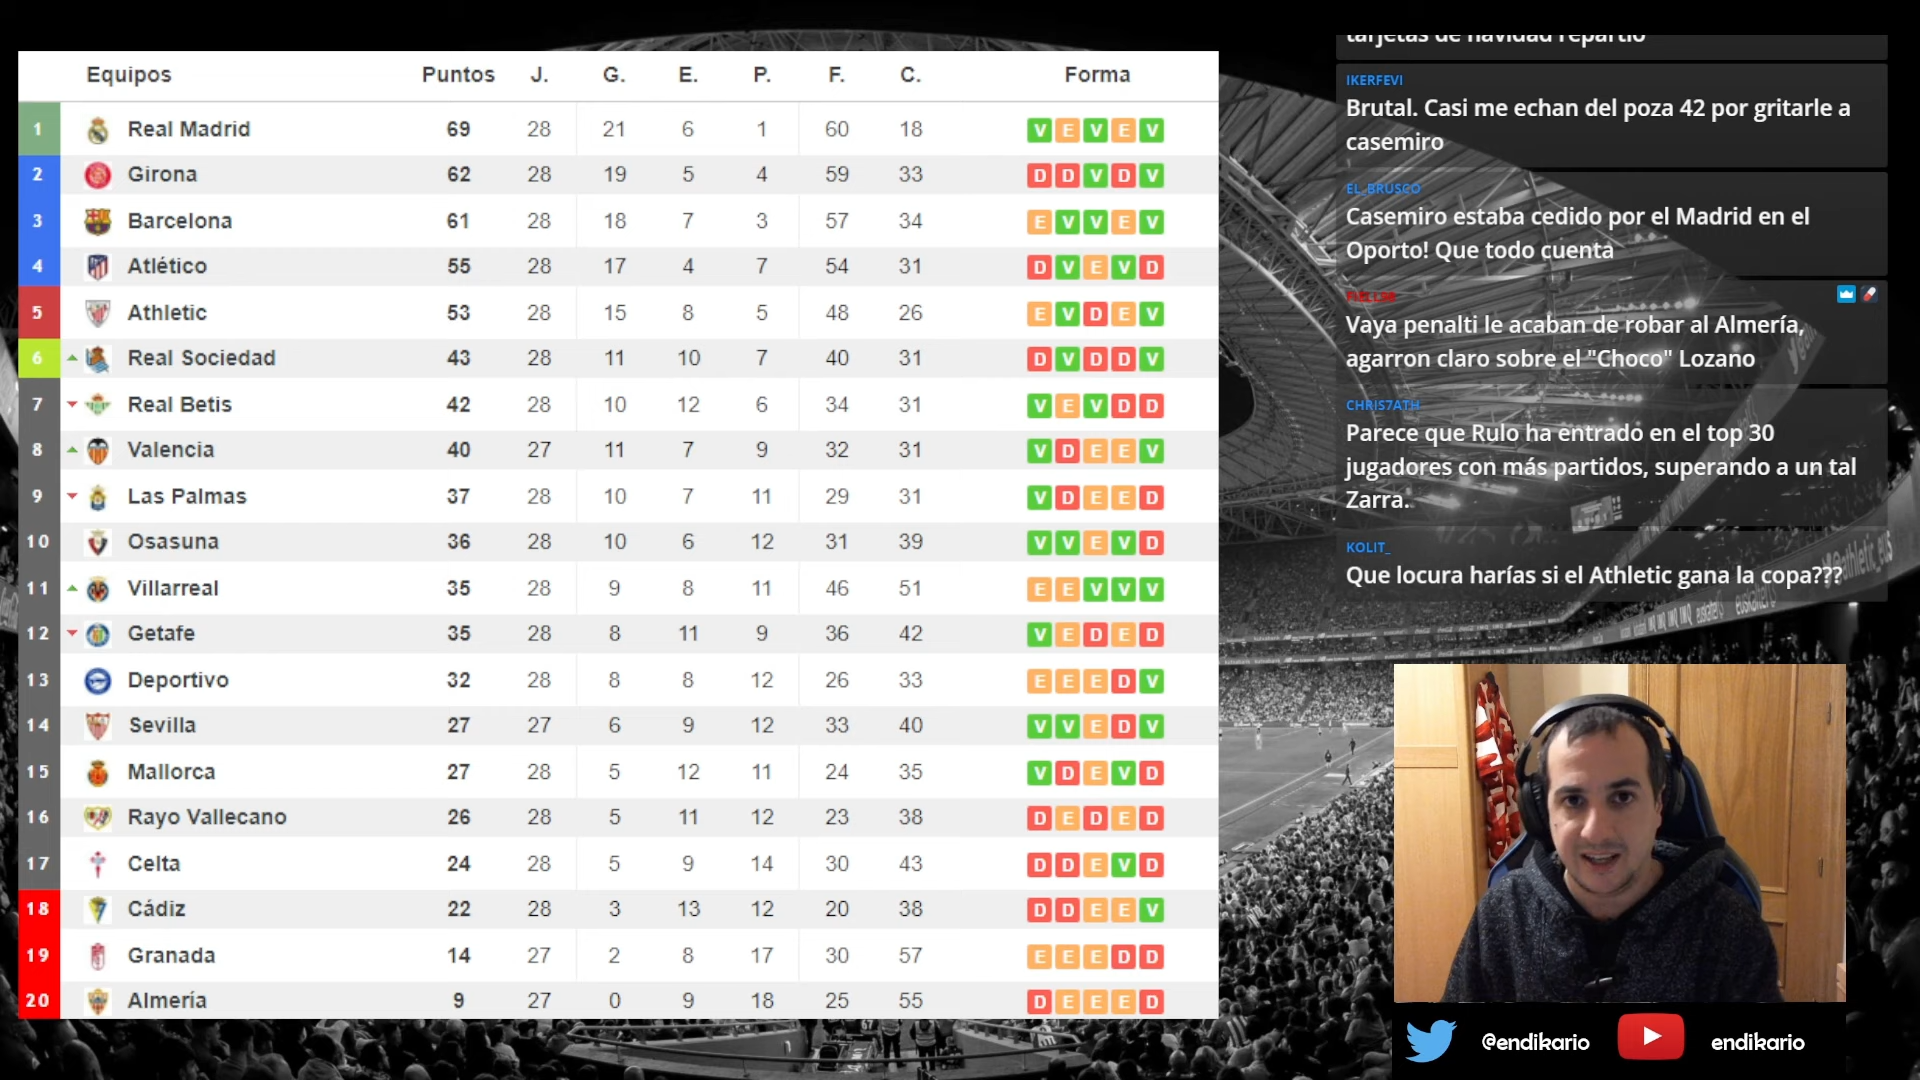 Equipos Puntos J. G. E. P. F. C. Forma
1 Real Madrid 69 28 21 6 1 60 18 V E V E V
2 Girona 62 28 19 5 4 59 33 D D V D V
3 Barcelona 61 28 18 7 3 57 34 E V V E V
4 Atlético 55 28 17 4 7 54 31 D V E V D
5 Athletic 53 28 15 8 5 48 26 E V D E V
6 Real Sociedad 43 28 11 10 7 40 31 D V D D V
7 Real Betis 42 28 10 12 6 34 31 V E V D D
8 Valencia 40 27 11 7 9 32 31 V D E E V
9 Las Palmas 37 28 10 7 11 29 31 V D E E D
10 Osasuna 36 28 10 6 12 31 39 V V E V D
11 Villarreal 35 28 9 8 11 46 51 E E V V V
12 Getafe 35 28 8 11 9 36 42 V E D E D
13 Deportivo 32 28 8 8 12 26 33 E E E D V
14 Sevilla 27 27 6 9 12 33 40 V V E D V
15 Mallorca 27 28 5 12 11 24 35 V D E V D
16 Rayo Vallecano 26 28 5 11 12 23 38 D E D E D
17 Celta 24 28 5 9 14 30 43 D D E V D
18 Cádiz 22 28 3 13 12 20 38 D D E E V
19 Granada 14 27 2 8 17 30 57 E E E D D
20 Almería 9 27 0 9 18 25 55 D E E E D
tarjetas de navidad repartio
IKERFEVI
Brutal. Casi me echan del poza 42 por gritarle a
casemiro
EL_BRUSCO
Casemiro estaba cedido por el Madrid en el
Oporto! Que todo cuenta
Vaya penalti le acaban de robar al Almería,
agarron claro sobre el "Choco" Lozano
CHRIS7ATH
Parece que Rulo ha entrado en el top 30
jugadores con más partidos, superando a un tal
Zarra.
KOLIT_
Que locura harías si el Athletic gana la copa???
@endikario endikario